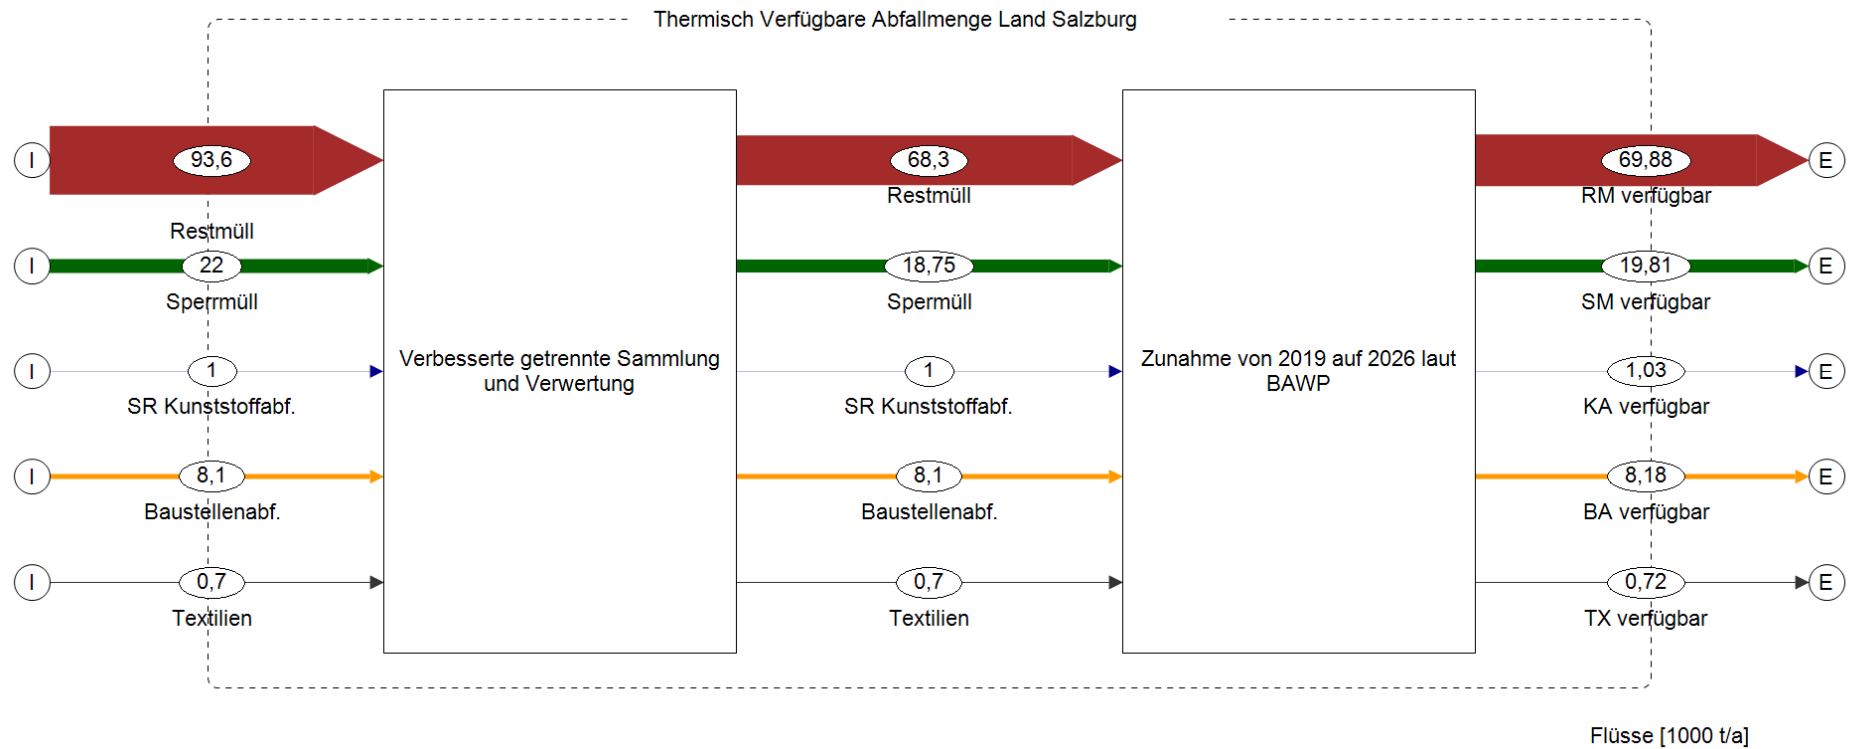 Thermisch Verfügbare Abfallmenge Land Salzburg
I
93,6
Restmüll
68,3
Restmüll
69,88
E
RM verfügbar
I
22
Sperrmüll
18,75
Spermüll
19,81
E
SM verfügbar
I
1
SR Kunststoffabf.
Verbesserte getrennte Sammlung
und Verwertung
1
SR Kunststoffabf.
Zunahme von 2019 auf 2026 laut
BAWP
1,03
E
KA verfügbar
I
8,1
Baustellenabf.
8,1
Baustellenabf.
8,18
E
BA verfügbar
I
0,7
Textilien
0,7
Textilien
0,72
E
TX verfügbar
Flüsse [1000 t/a]